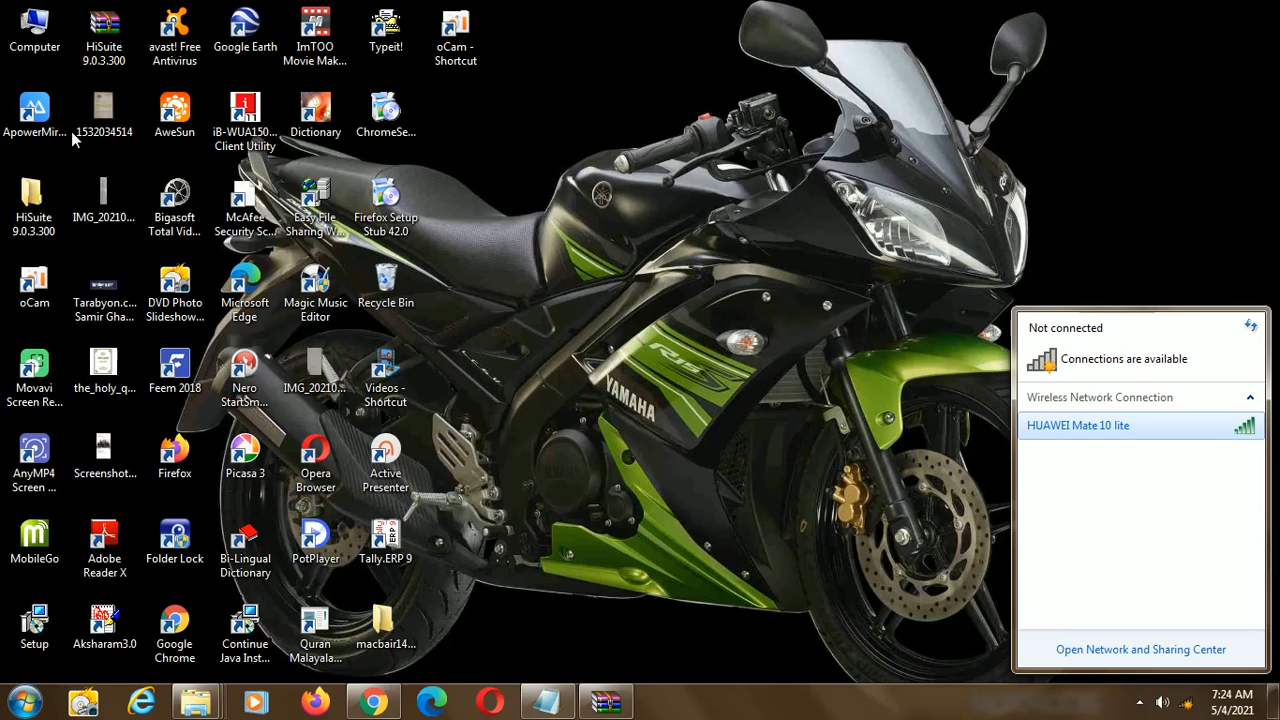 Computer
HiSuite
9.0.3.300
avast! Free
Antivirus
Google Earth
ImTOO
Movie Mak...
Typeit!
oCam -
Shortcut
ApowerMir...
1532034514
AweSun
iB-WUA150...
Client Utility
Dictionary
ChromeSe...
HiSuite
9.0.3.300
IMG_20210...
Bigasoft
Total Vid...
McAfee
Security Sc...
Easy File
Sharing W...
Firefox Setup
Stub 42.0
oCam
Tarabyon.c...
Samir Gha...
DVD Photo
Slideshow...
Microsoft
Edge
Magic Music
Editor
Recycle Bin
Movavi
Screen Re...
the_holy_q...
Feem 2018
Nero
StartSm...
IMG_20210...
Videos -
Shortcut
AnyMP4
Screen ...
Screenshot...
Firefox
Picasa 3
Opera
Browser
Active
Presenter
MobileGo
Adobe
Reader X
Folder Lock
Bi-Lingual
Dictionary
PotPlayer
Tally.ERP 9
Setup
Aksharam3.0
Google
Chrome
Continue
Java Inst...
Quran
Malayala...
macbair14...
R15
YAMAHA
Not connected
Connections are available
Wireless Network Connection
HUAWEI Mate 10 lite
Open Network and Sharing Center
7:24 AM
5/4/2021